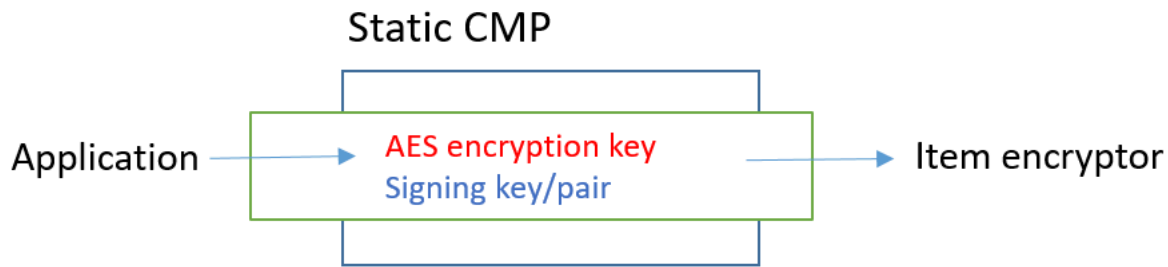 Static CMP
Application
AES encryption key
Signing key/pair
Item encryptor